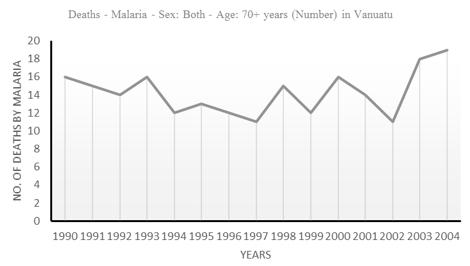 Deaths - Malaria - Sex: Both - Age: 70+ years (Number) in Vanuatu
NO. OF DEATHS BY MALARIA
20
18
16
14
12
10
8
6
4
2
0
1990 1991 1992 1993 1994 1995 1996 1997 1998 1999 2000 2001 2002 2003 2004
YEARS